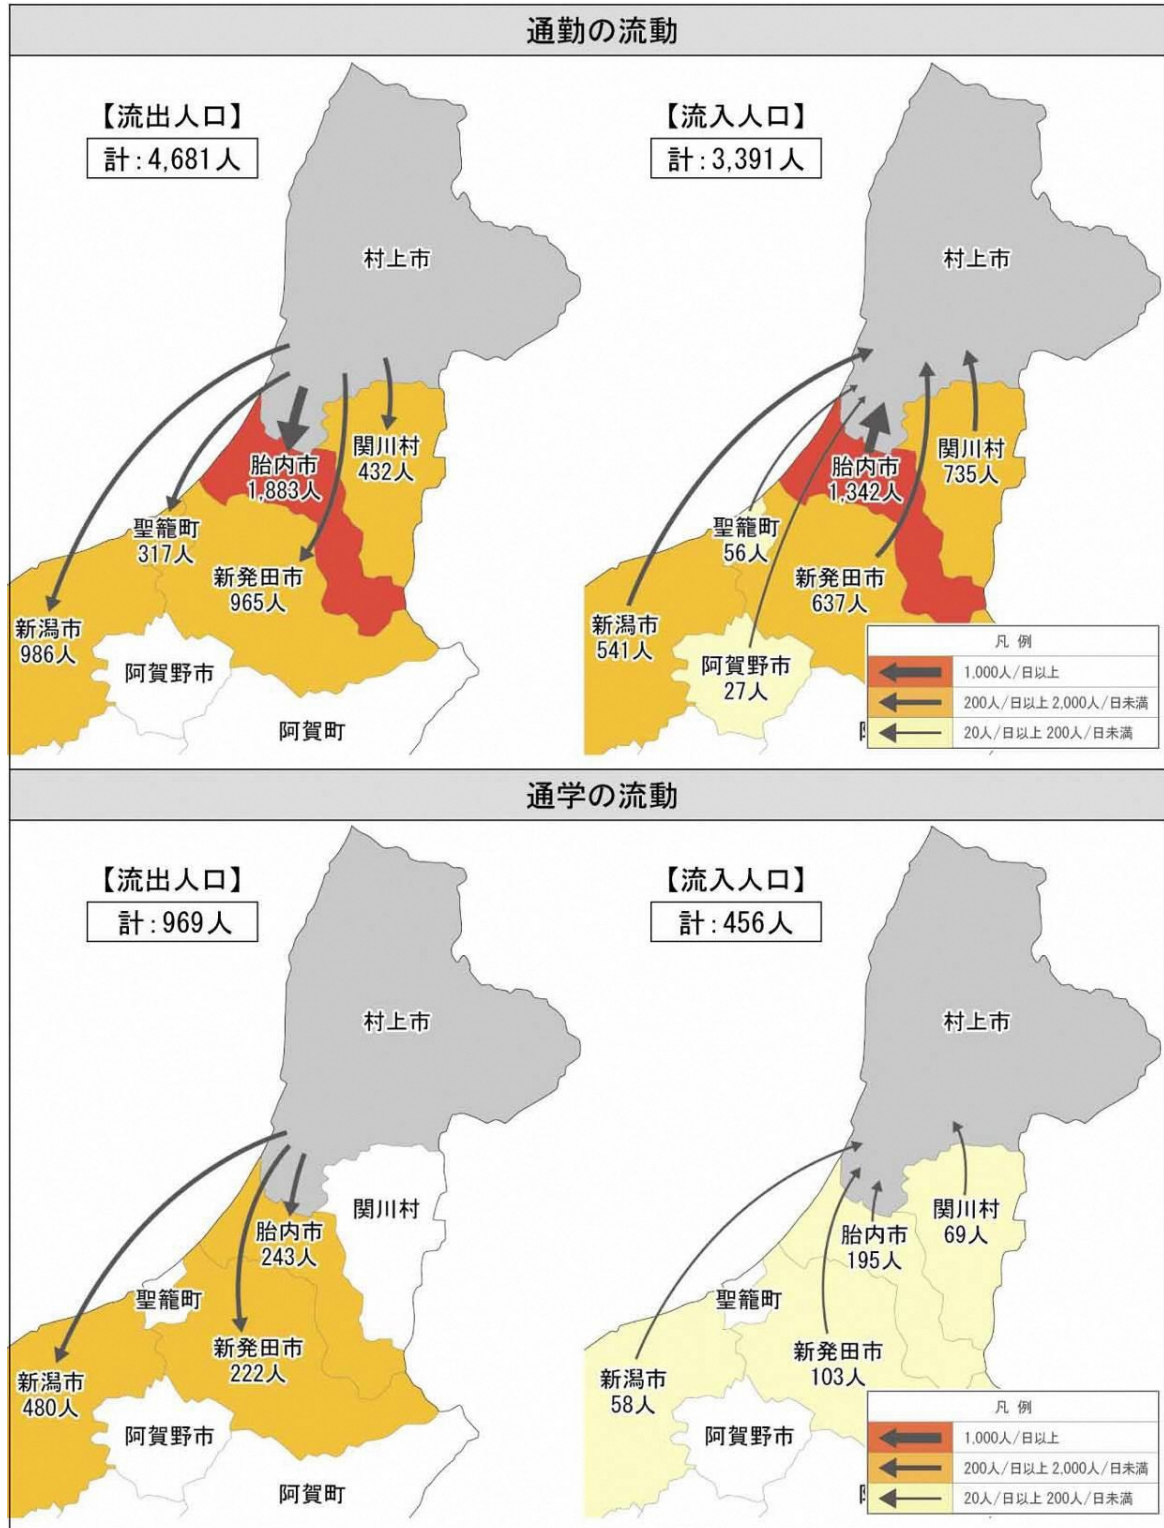 通勤の流動
【流出人口】
計：4,681人
村上市
関川村
432人
胎内市
1,883人
聖籠町
317人
新発田市
965人
新潟市
986人
阿賀野市
阿賀町
【流入人口】
計：3,391人
村上市
関川村
735人
胎内市
1,342人
聖籠町
56人
新発田市
637人
新潟市
541人
阿賀野市
27人
凡 例
1,000人/日以上
200人/日以上 2,000人/日未満
20人/日以上 200人/日未満
通学の流動
【流出人口】
計：969人
村上市
関川村
胎内市
243人
聖籠町
新発田市
222人
新潟市
480人
阿賀野市
阿賀町
【流入人口】
計：456人
村上市
関川村
69人
胎内市
195人
聖籠町
新発田市
103人
新潟市
58人
阿賀野市
凡 例
1,000人/日以上
200人/日以上 2,000人/日未満
20人/日以上 200人/日未満